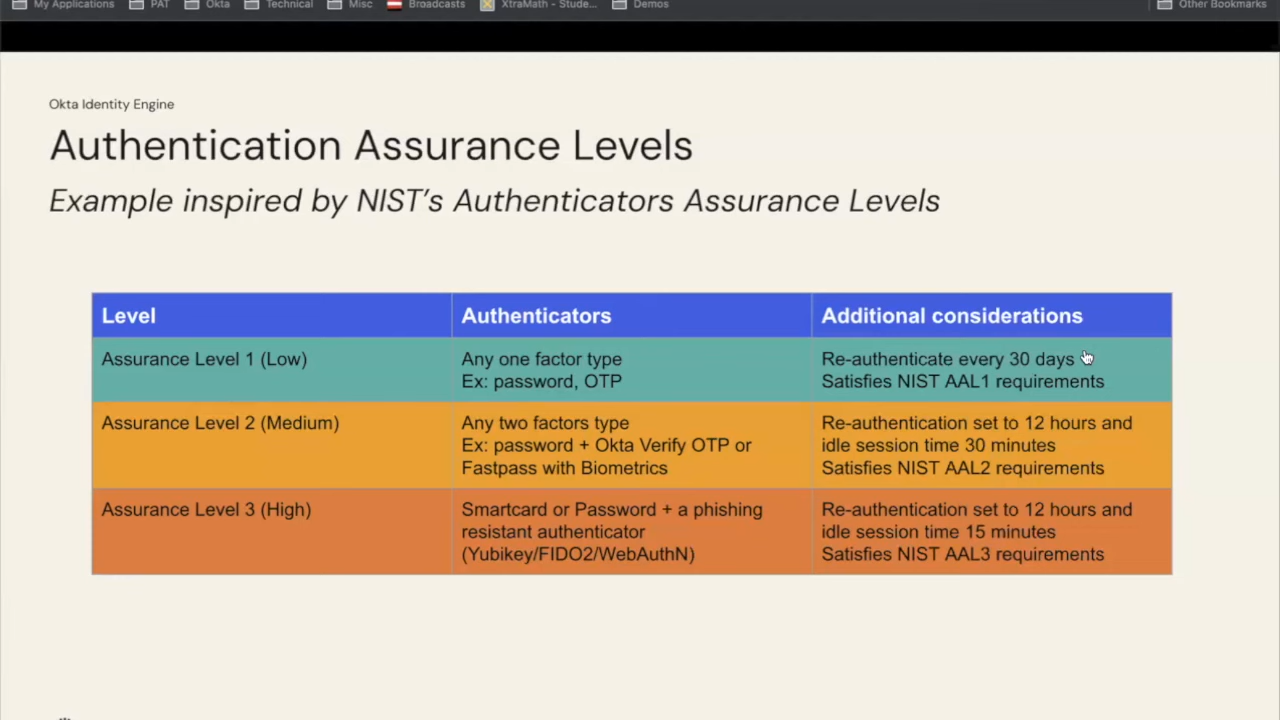 My Applications PAT Okta Technical Misc Broadcasts XtraMath - Stude... Demos Other Bookmarks
Okta Identity Engine
Authentication Assurance Levels
Example inspired by NIST's Authenticators Assurance Levels
Level Authenticators Additional considerations
Assurance Level 1 (Low)
Any one factor type
Ex: password, OTP
Re-authenticate every 30 days
Satisfies NIST AAL1 requirements
Assurance Level 2 (Medium)
Any two factors type
Ex: password + Okta Verify OTP or
Fastpass with Biometrics
Re-authentication set to 12 hours and
idle session time 30 minutes
Satisfies NIST AAL2 requirements
Assurance Level 3 (High)
Smartcard or Password + a phishing
resistant authenticator
(Yubikey/FIDO2/WebAuthN)
Re-authentication set to 12 hours and
idle session time 15 minutes
Satisfies NIST AAL3 requirements